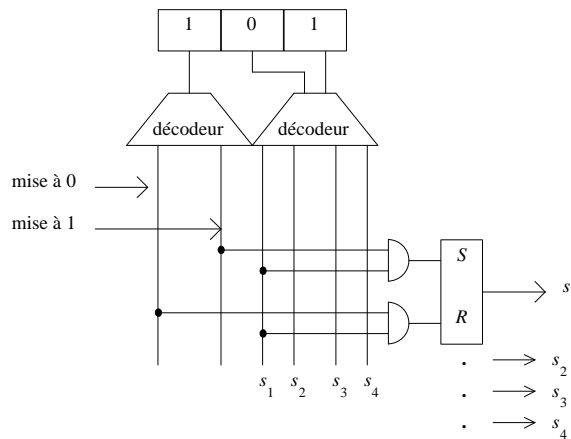 1 0 1
décodeur décodeur
mise à 0
mise à 1
S
s
R
s1 s2 s3 s4
. s2
. s3
. s4